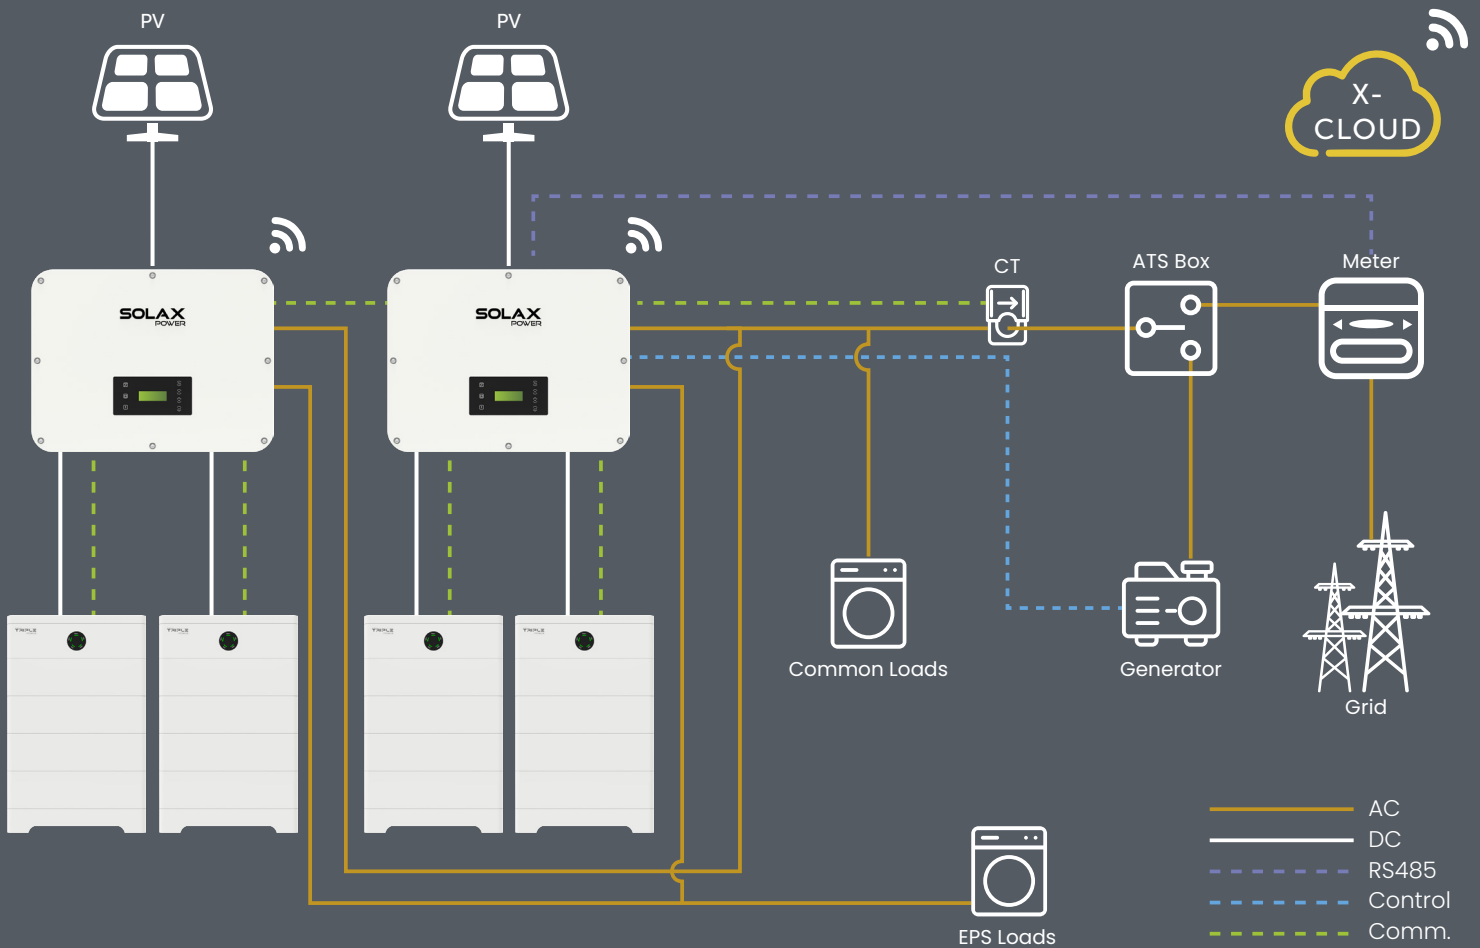 PV
PV
X-
CLOUD
CT
ATS Box
Meter
SOLAX
POWER
SOLAX
POWER
Common Loads
Generator
Grid
EPS Loads
AC
DC
RS485
Control
Comm.